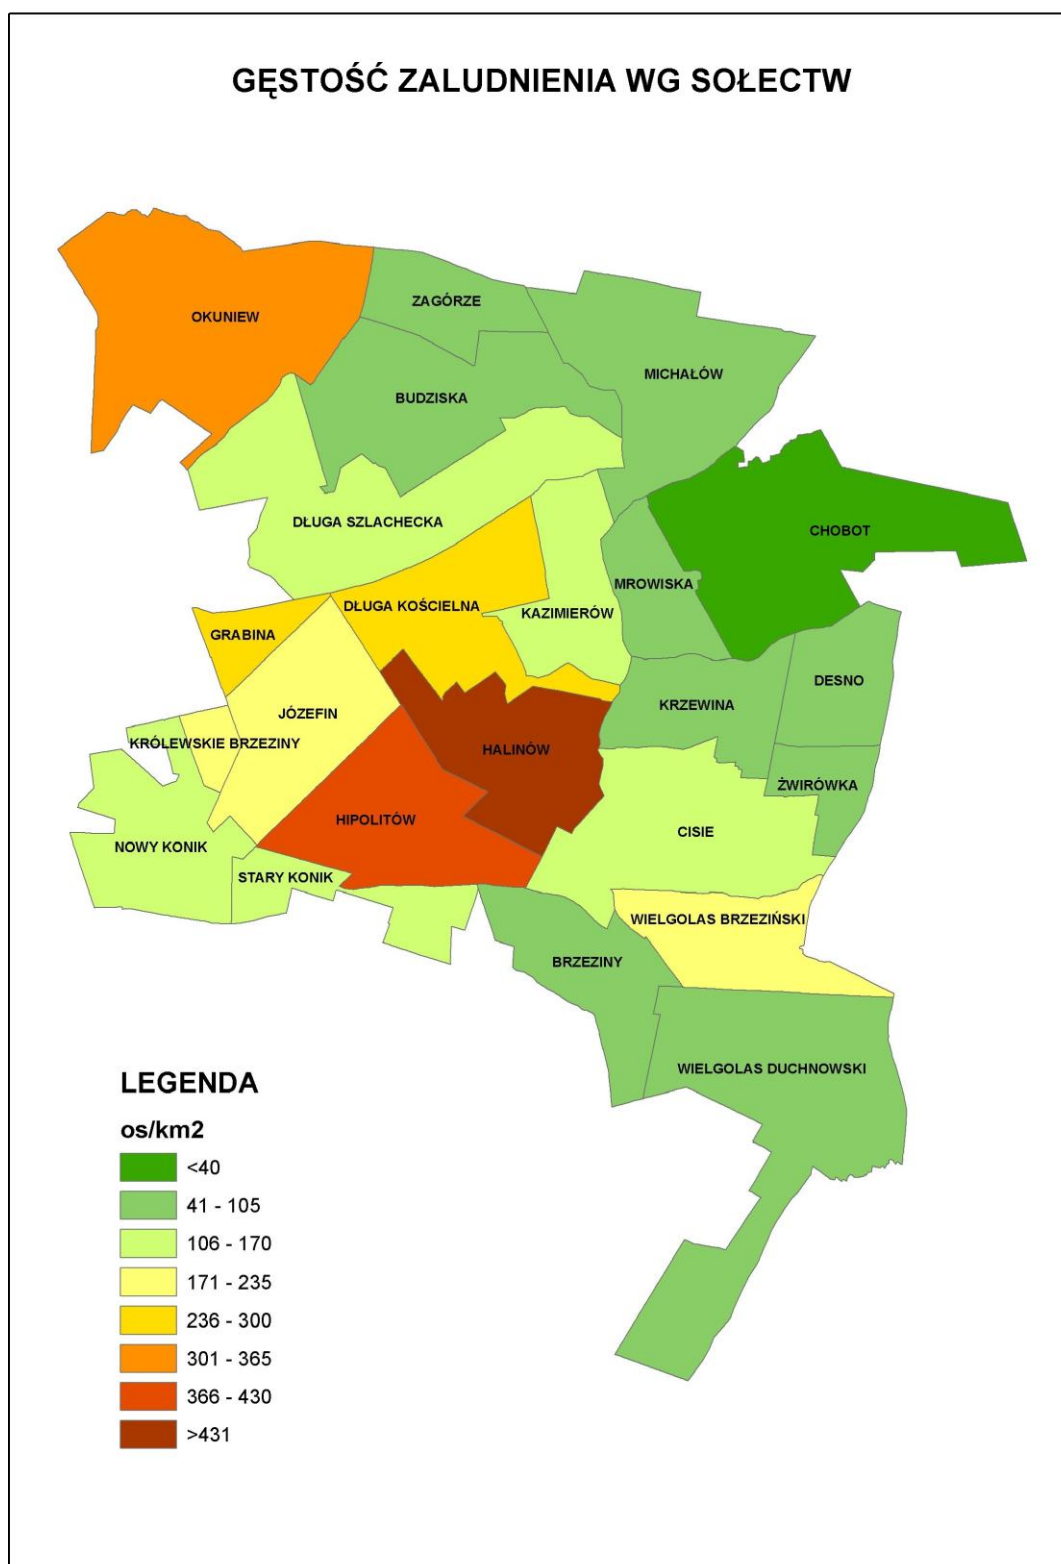 GĘSTOŚĆ ZALUDNIENIA WG SOŁECTW
ZAGÓRZE
OKUNIEW
MICHAŁÓW
BUDZISKA
DŁUGA SZLACHECKA
CHOBOT
MROWISKA
DŁUGA KOŚCIELNA
KAZIMIERÓW
GRABINA
DESNO
KRZEWINA
JÓZEFIN
KRÓLEWSKIE BRZEZINY
HALINÓW
ŻWIRÓWKA
HIPOLITÓW
CISIE
NOWY KONIK
STARY KONIK
WIELGOLAS BRZEZIŃSKI
BRZEZINY
WIELGOLAS DUCHNOWSKI
LEGENDA
os/km2
<40
41 - 105
106 - 170
171 - 235
236 - 300
301 - 365
366 - 430
>431